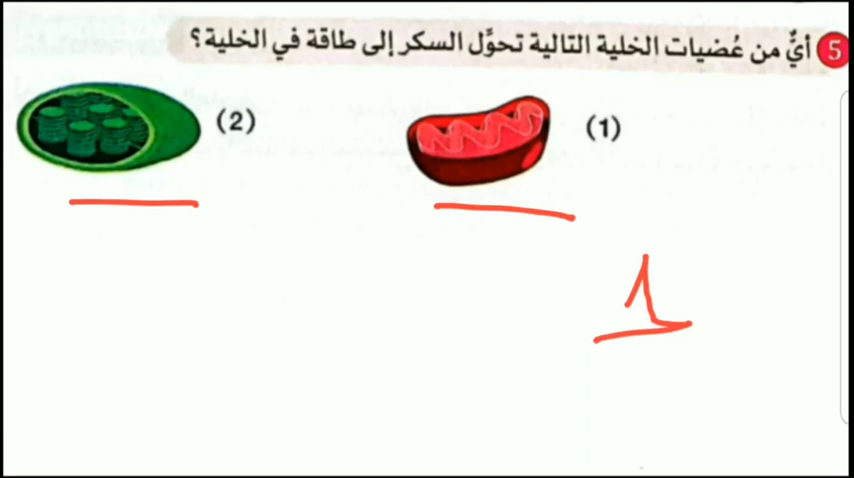 5 أيٌّ من عُضيات الخلية التالية تحوِّل السكر إلى طاقة في الخلية؟
(1)
(2)
1